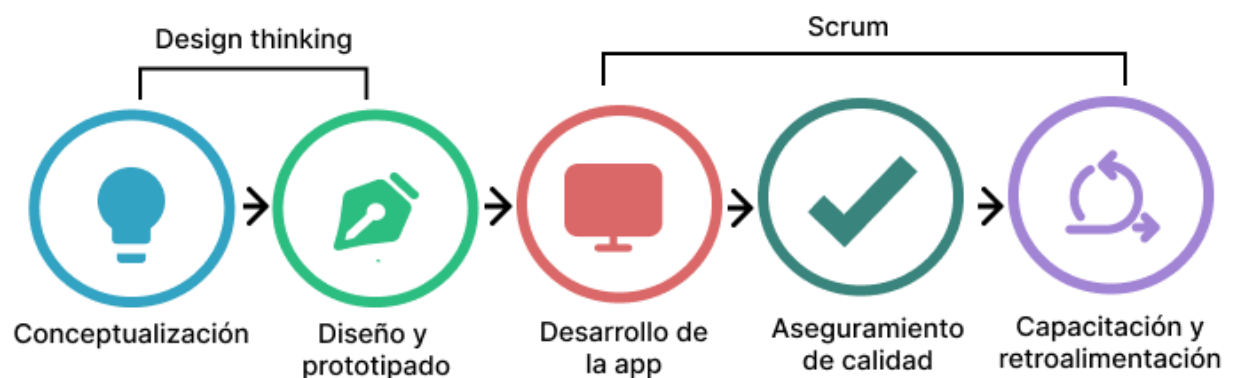 Design thinking
Scrum
Conceptualización
Diseño y
prototipado
Desarrollo de
la app
Aseguramiento
de calidad
Capacitación y
retroalimentación